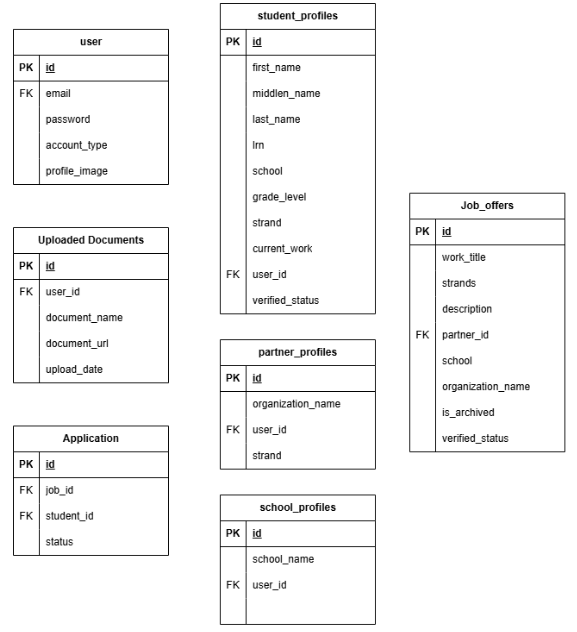 user
PK id
FK email
password
account_type
profile_image
Uploaded Documents
PK id
FK user_id
document_name
document_url
upload_date
Application
PK id
FK job_id
FK student_id
status
student_profiles
PK id
first_name
middlen_name
last_name
lrn
school
grade_level
strand
current_work
FK user_id
verified_status
partner_profiles
PK id
organization_name
FK user_id
strand
school_profiles
PK id
school_name
FK user_id
Job_offers
PK id
work_title
strands
description
FK partner_id
school
organization_name
is_archived
verified_status